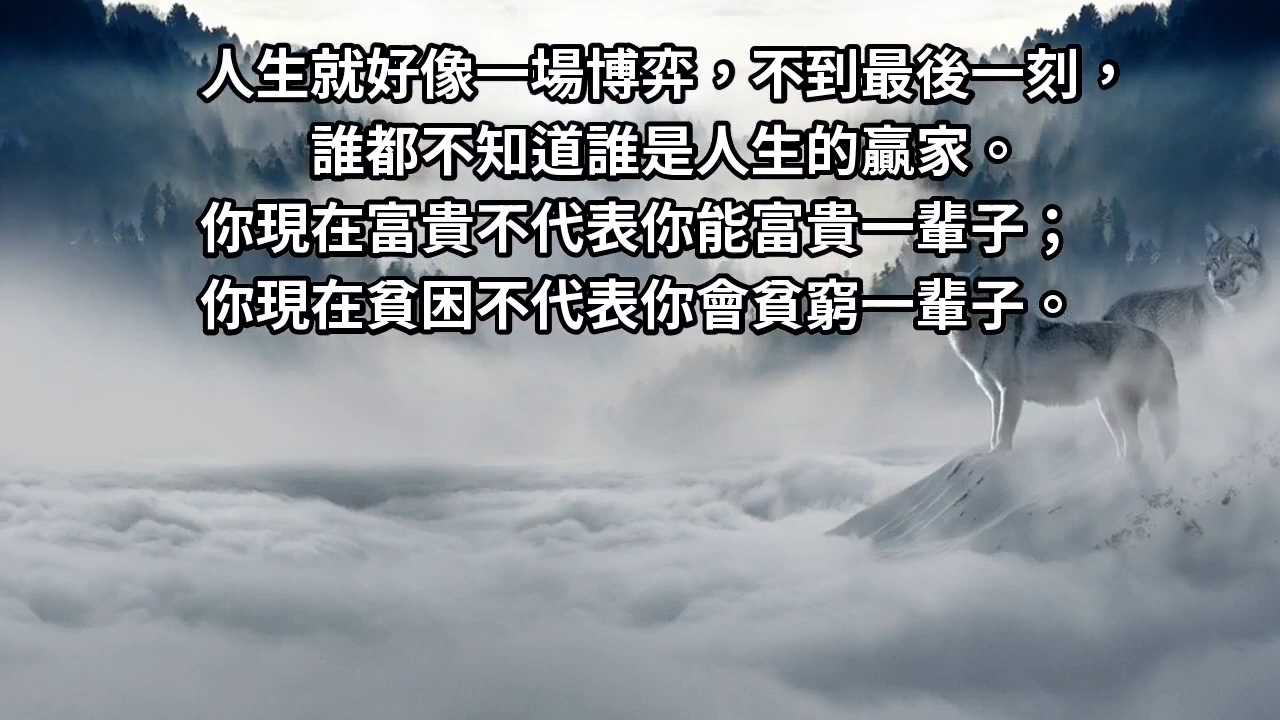 人生就好像一場博弈，不到最後一刻，
誰都不知道誰是人生的贏家。
你現在富貴不代表你能富貴一輩子；
你現在貧困不代表你會貧窮一輩子。